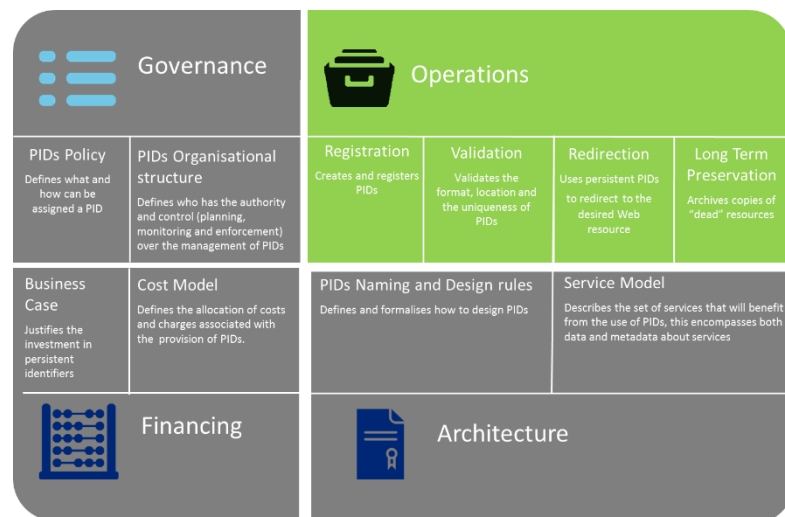 Governance
PIDs Policy
Defines what and
how can be
assigned a PID
PIDs Organisational
structure
Defines who has the
authority and control (planning,
monitoring and enforcement)
over the management of PIDs
Operations
Registration
Creates and registers
PIDs
Validation
Validates the
format, location and
the uniqueness of
PIDs
Redirection
Uses persistent PIDs
to redirect to the
desired Web
resource
Long Term
Preservation
Archives copies of
“dead” resources
Business
Case
Justifies the
investment in
persistent
identifiers
Cost Model
Defines the allocation of costs
and charges associated with
the provision of PIDs.
Financing
PIDs Naming and Design rules
Defines and formalises how to design PIDs
Service Model
Describes the set of services that will benefit
from the use of PIDs, this encompasses both
data and metadata about services
Architecture